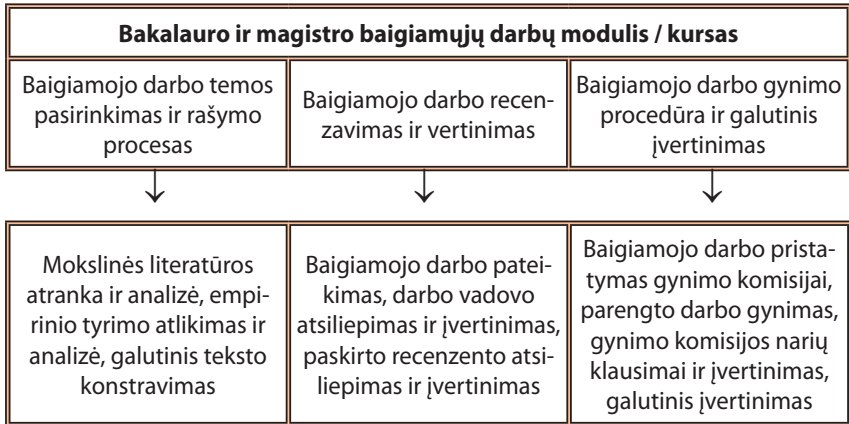 Bakalauro ir magistro baigiamųjų darbų modulis / kursas
Baigiamojo darbo temos
pasirinkimas ir rašymo
procesas
Baigiamojo darbo recen-
zavimas ir vertinimas
Baigiamojo darbo gynimo
procedūra ir galutinis
įvertinimas
Mokslinės literatūros
atranka ir analizė, empi-
rinio tyrimo atlikimas ir
analizė, galutinis teksto
konstravimas
Baigiamojo darbo patei-
kimas, darbo vadovo
atsiliepimas ir įvertinimas,
paskirto recenzento atsi-
liepimas ir įvertinimas
Baigiamojo darbo prista-
tymas gynimo komisijai,
parengto darbo gynimas,
gynimo komisijos narių
klausimai ir įvertinimas,
galutinis įvertinimas